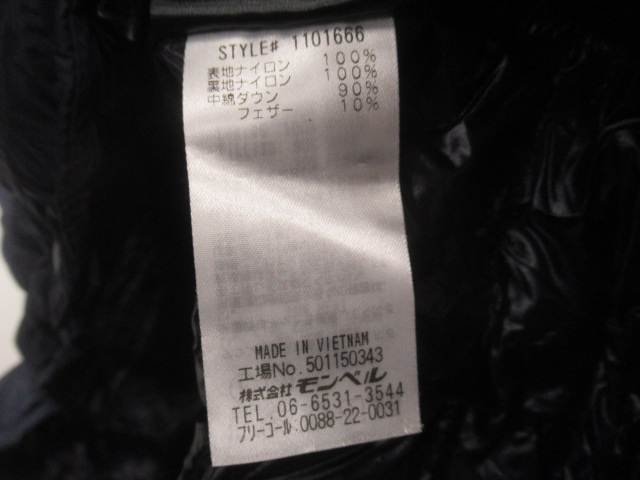 STYLE# 1101666
表地ナイロン 100%
裏地ナイロン 100%
中綿ダウン 90%
フェザー 10%
MADE IN VIETNAM
工場No.501150343
株式会社 モンベル
TEL.06-6531-3544
フリーコール:0088-22-0031